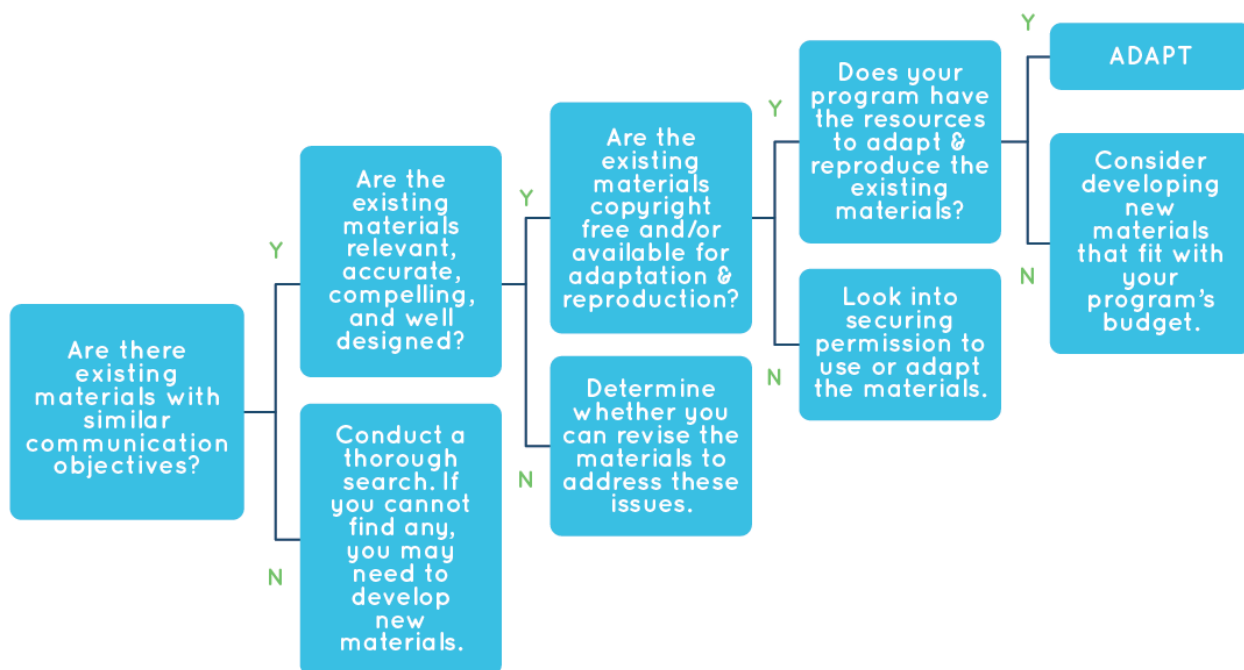 Are there
existing
materials with
similar
communication
objectives?
Y
N
Are the
existing
materials
relevant,
accurate,
compelling,
and well
designed?
Conduct a
thorough
search. If
you cannot
find any,
you may
need to
develop
new
materials.
Y
N
Are the
existing
materials
copyright
free and/or
available for
adaptation &
reproduction?
Determine
whether you
can revise the
materials to
address these
issues.
Y
N
Does your
program have
the resources
to adapt &
reproduce the
existing
materials?
Look into
securing
permission to
use or adapt
the materials.
Y
N
ADAPT
Consider
developing
new
materials
that fit with
your
program's
budget.